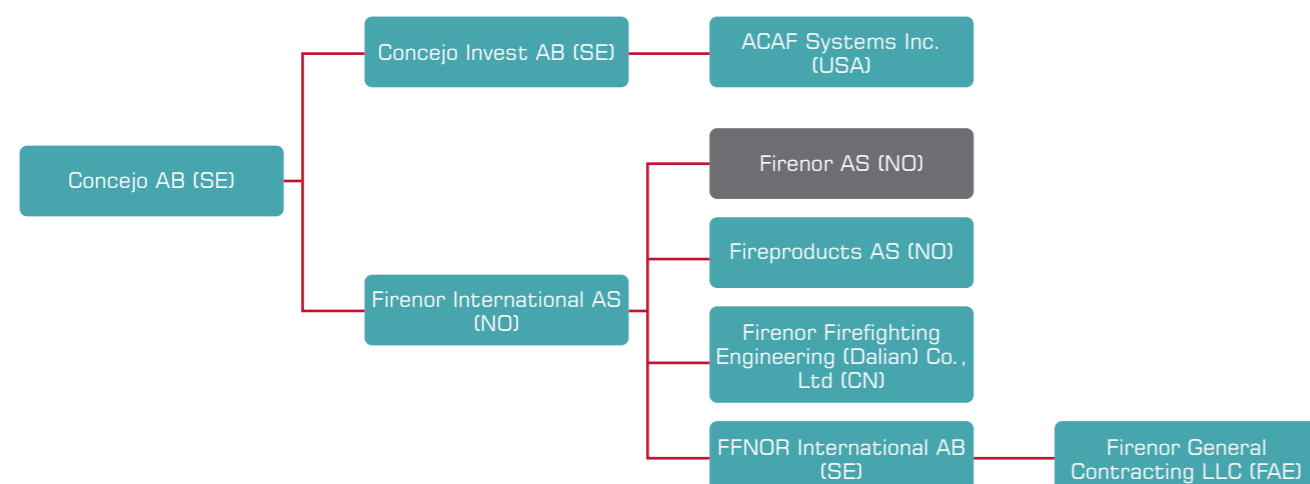 Concejo AB (SE)
Concejo Invest AB (SE)
ACAF Systems Inc.
(USA)
Firenor International AS
(NO)
Firenor AS (NO)
Fireproducts AS (NO)
Firenor Firefighting
Engineering (Dalian) Co.,
Ltd (CN)
FFNOR International AB
(SE)
Firenor General
Contracting LLC (FAE)